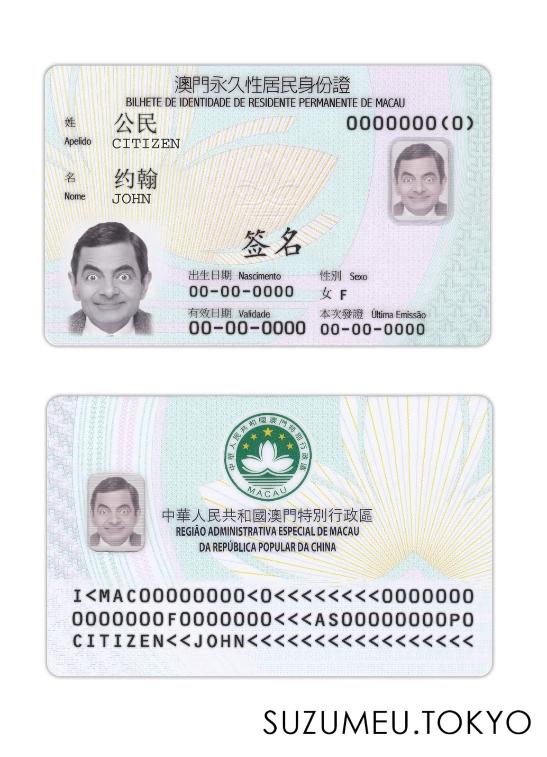 澳門永久性居民身份證
BILHETE DE IDENTIDADE DE RESIDENTE PERMANENTE DE MACAU
姓 公民 0000000(0)
Apelido CITIZEN
名 约翰
Nome JOHN
签名
出生日期 Nascimento 性別 Sexo
00-00-0000 女 F
有效日期 Validade 本次發證 Última Emissão
00-00-0000 00-00-0000
中華人民共和國澳門特別行政區
MACAU
中華人民共和國澳門特別行政區
REGIÃO ADMINISTRATIVA ESPECIAL DE MACAU
DA REPÚBLICA POPULAR DA CHINA
I<MAC00000000<0<<<<<<<<0000000
0000000F0000000<<<AS00000000P0
CITIZEN<<JOHN<<<<<<<<<<<<<<<<<
SUZUMEU.TOKYO